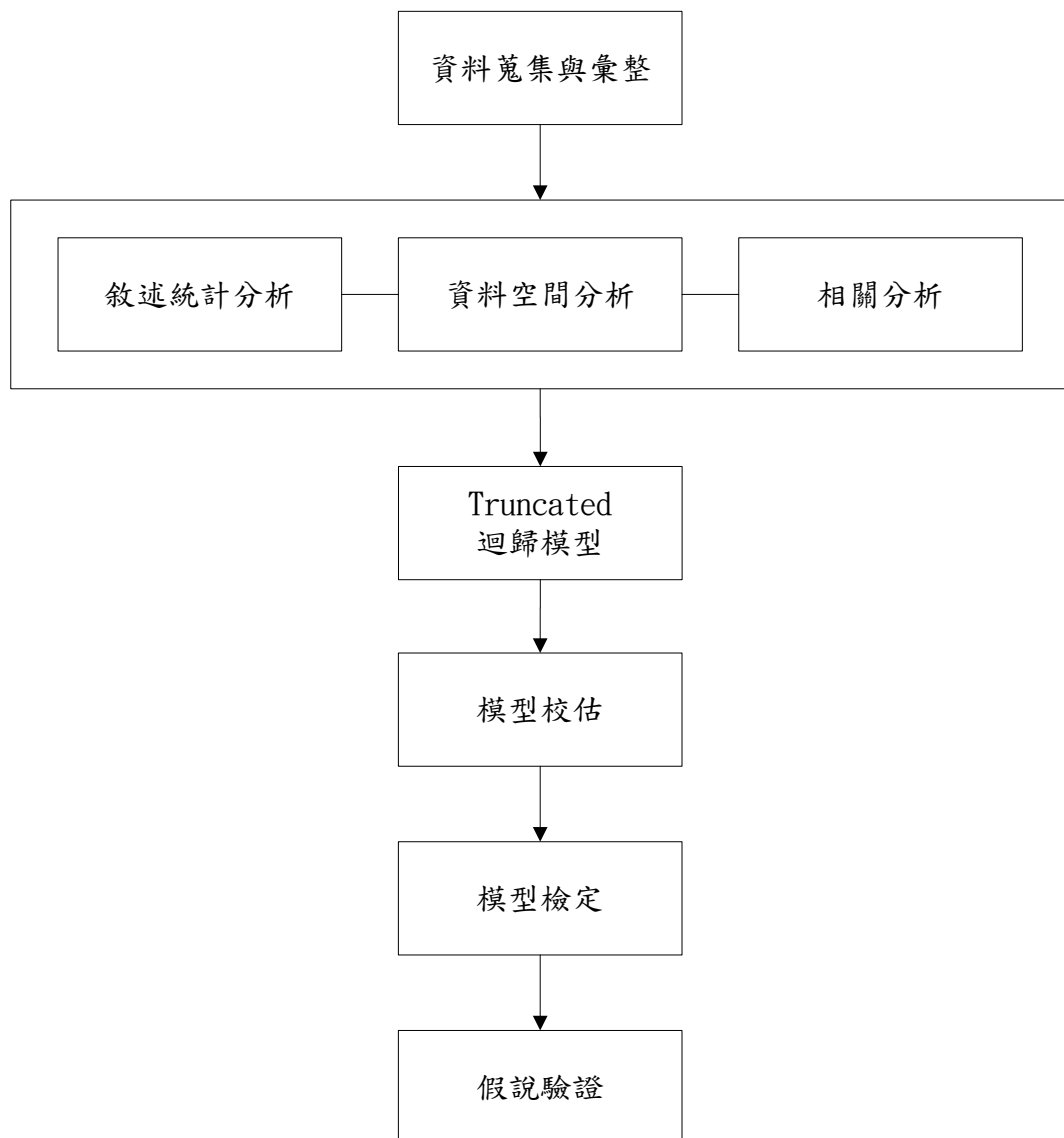 資料蒐集與彙整
敘述統計分析
資料空間分析
相關分析
Truncated
迴歸模型
模型校估
模型檢定
假說驗證